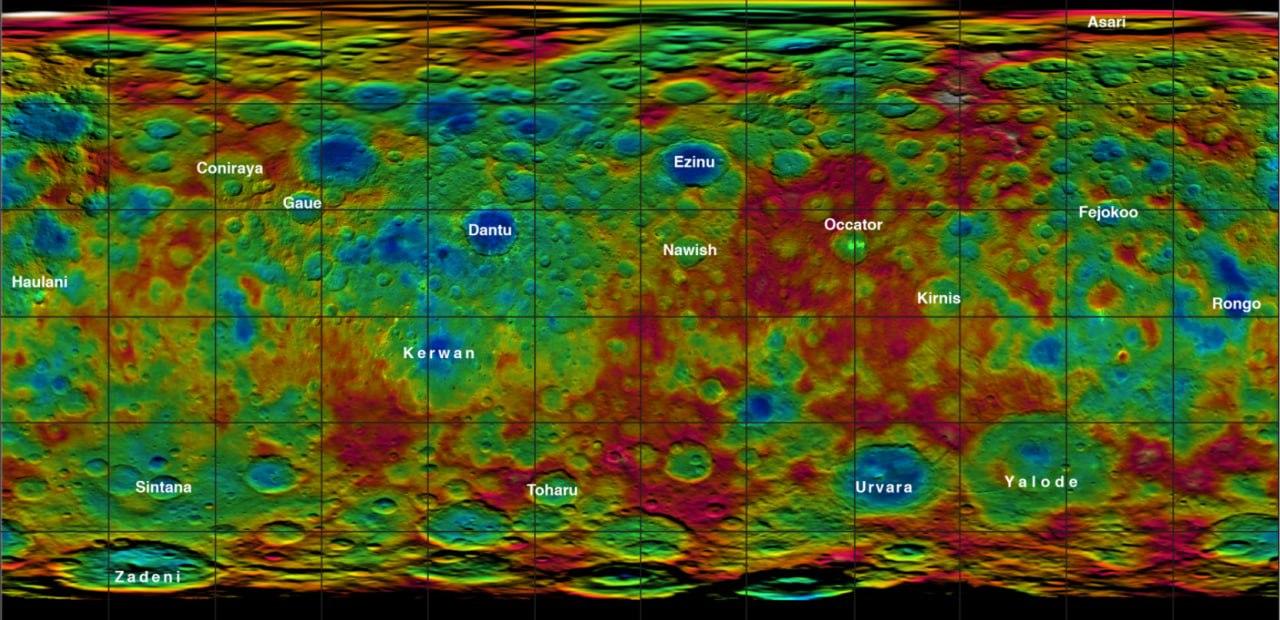 Asari
Ezinu
Coniraya
Gaue
Fejokoo
Occator
Dantu
Nawish
Haulani
Kirnis
Rongo
Kerwan
Yalode
Sintana
Urvara
Toharu
Zadeni